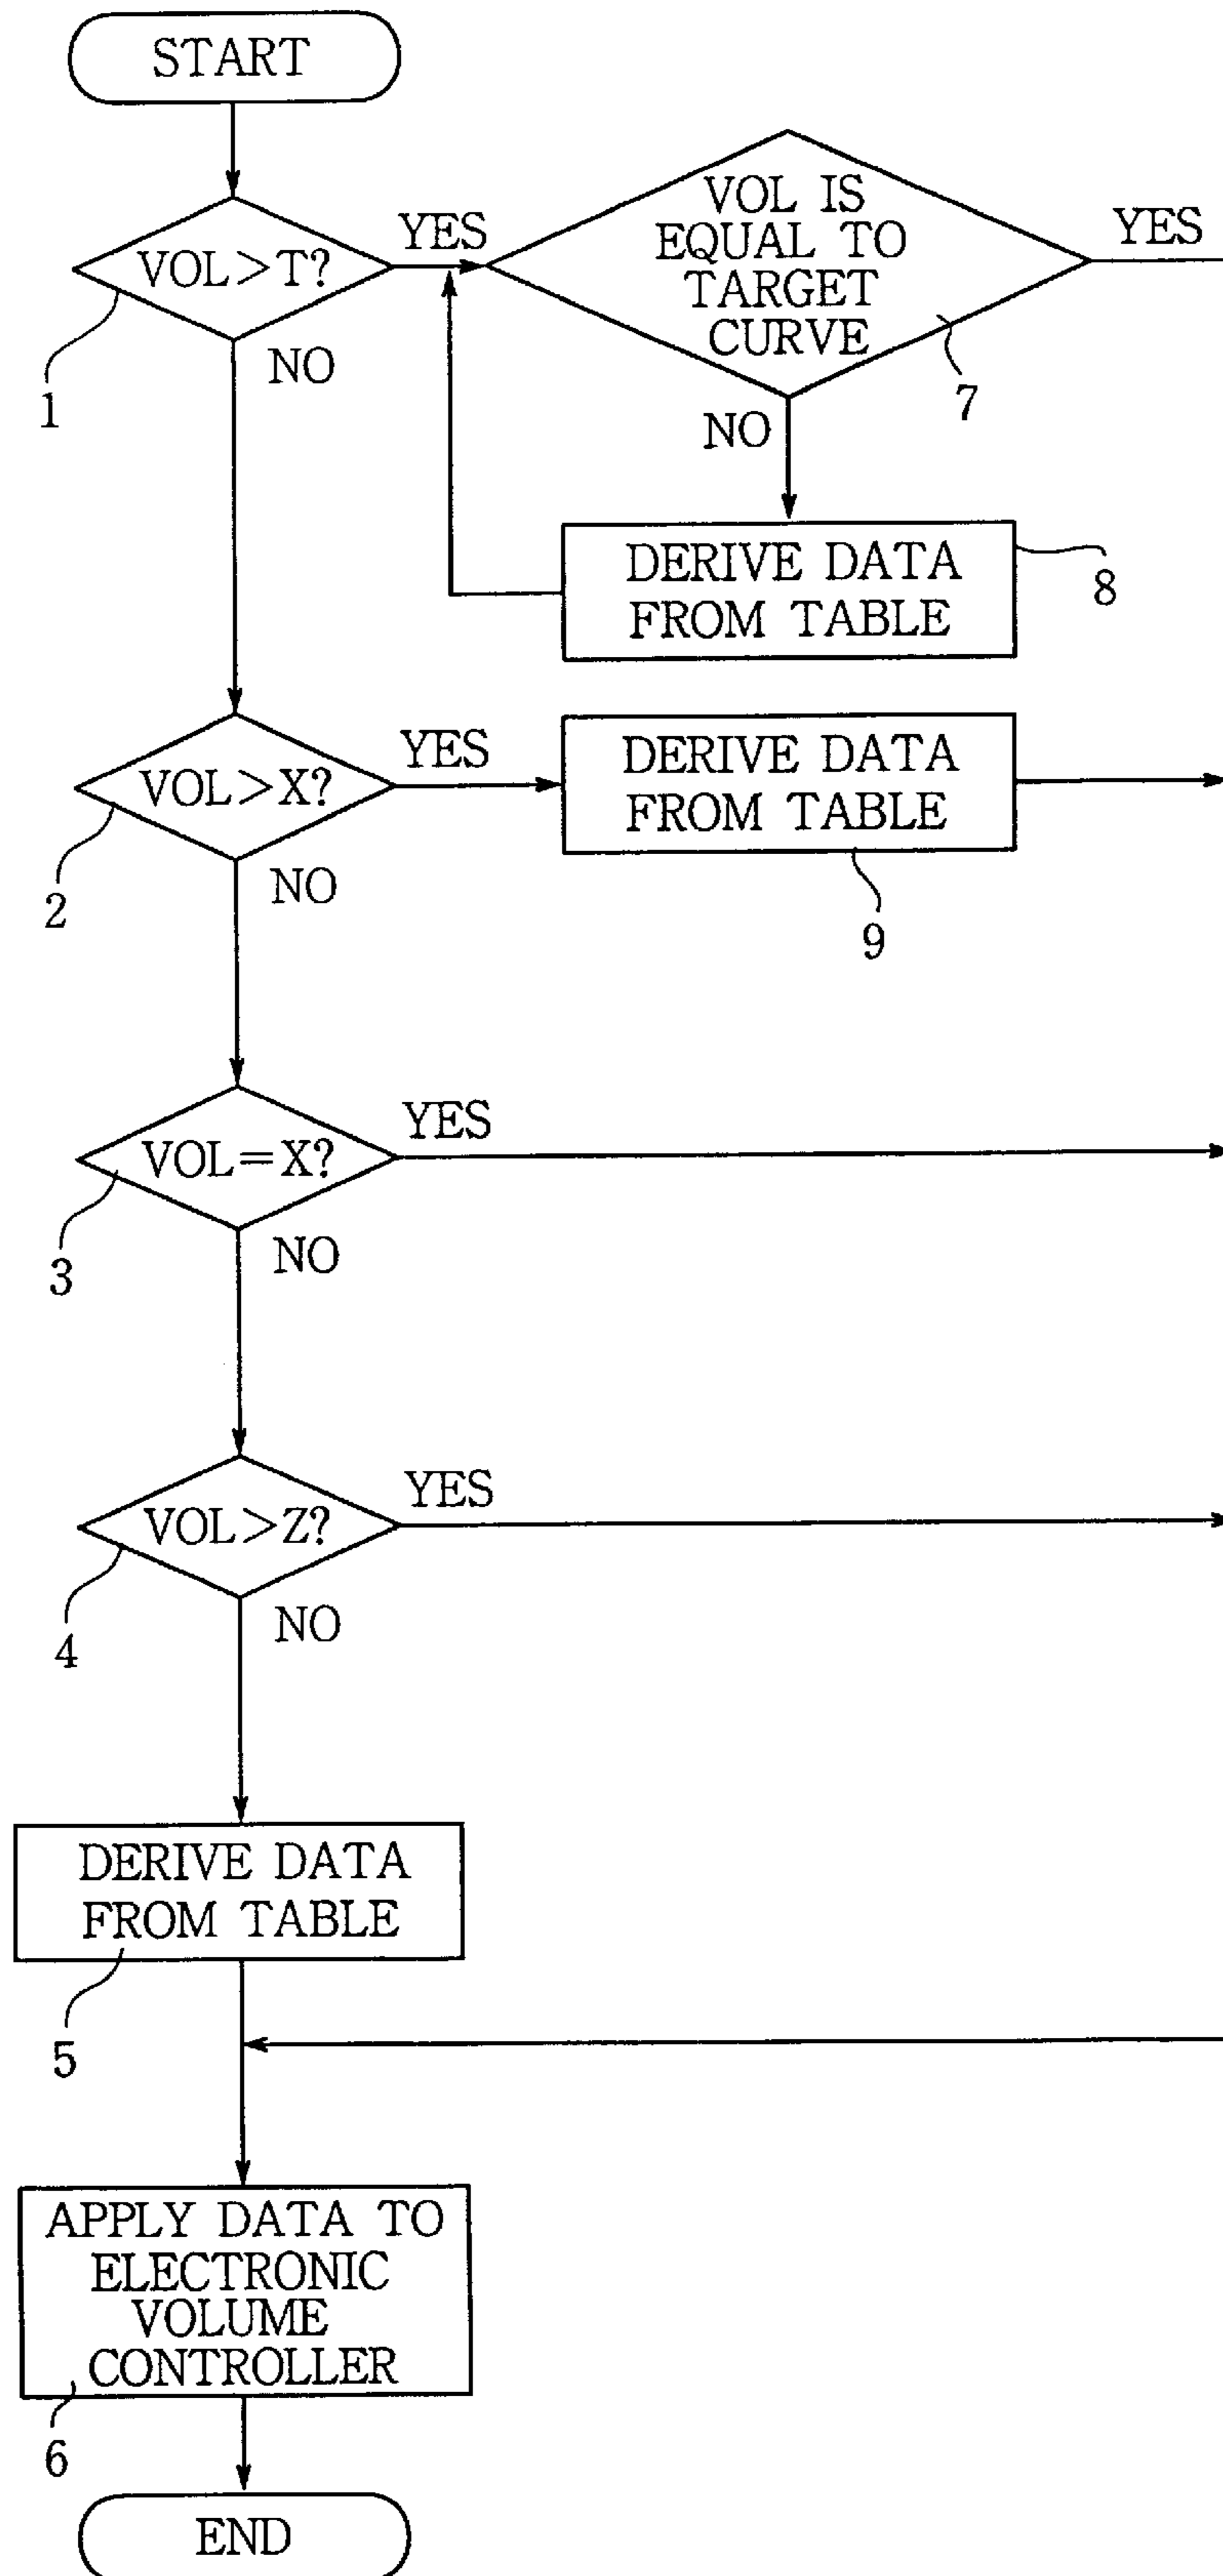 START
VOL>T?
YES
NO
1
VOL IS
EQUAL TO
TARGET
CURVE
YES
7
NO
DERIVE DATA
FROM TABLE
8
VOL>X?
YES
NO
2
DERIVE DATA
FROM TABLE
9
VOL=X?
YES
NO
3
VOL>Z?
YES
NO
4
DERIVE DATA
FROM TABLE
5
APPLY DATA TO
ELECTRONIC
VOLUME
CONTROLLER
6
END